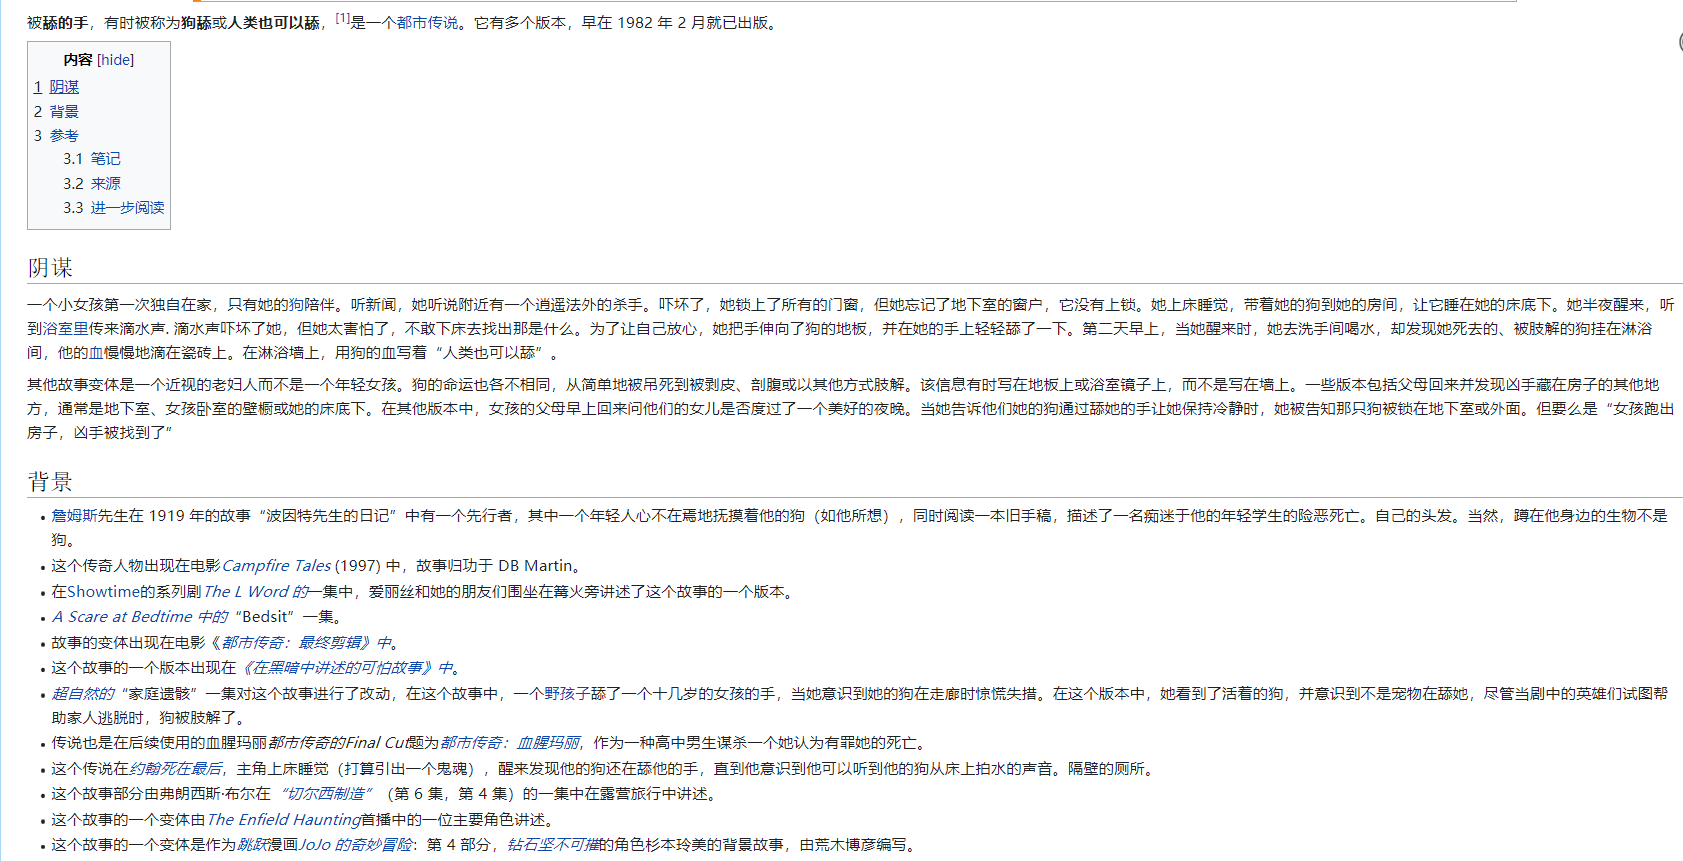 被舔的手，有时被称为狗舔或人类也可以舔，[1]是一个都市传说。它有多个版本，早在 1982 年 2 月就已出版。
内容 [hide]
1 阴谋
2 背景
3 参考
3.1 笔记
3.2 来源
3.3 进一步阅读
阴谋
一个小女孩第一次独自在家，只有她的狗陪伴。听新闻，她听说附近有一个逍遥法外的杀手。吓坏了，她锁上了所有的门窗，但她忘记了地下室的窗户，它没有上锁。她上床睡觉，带着她的狗到她的房间，让它睡在她的床底下。她半夜醒来，听
到浴室里传来滴水声. 滴水声吓坏了她，但她太害怕了，不敢下床去找出那是什么。为了让自己放心，她把手伸向了狗的地板，并在她的手上轻轻舔了一下。第二天早上，当她醒来时，她去洗手间喝水，却发现她死去的、被肢解的狗挂在淋浴
间，他的血慢慢地滴在瓷砖上。在淋浴墙上，用狗的血写着“人类也可以舔”。
其他故事变体是一个近视的老妇人而不是一个年轻女孩。狗的命运也各不相同，从简单地被吊死到被剥皮、剖腹或以其他方式肢解。该信息有时写在地板上或浴室镜子上，而不是写在墙上。一些版本包括父母回来并发现凶手藏在房子的其他地
方，通常是地下室、女孩卧室的壁橱或她的床底下。在其他版本中，女孩的父母早上回来问他们的女儿是否度过了一个美好的夜晚。当她告诉他们她的狗通过舔她的手让她保持冷静时，她被告知那只狗被锁在地下室或外面。但要么是“女孩跑出
房子，凶手被找到了”
背景
• 詹姆斯先生在 1919 年的故事“波因特先生的日记”中有一个先行者，其中一个年轻人心不在焉地抚摸着他的狗（如他所想），同时阅读一本旧手稿，描述了一名痴迷于他的年轻学生的险恶死亡。自己的头发。当然，蹲在他身边的生物不是
狗。
• 这个传奇人物出现在电影Campfire Tales (1997) 中，故事归功于 DB Martin。
• 在Showtime的系列剧The L Word 的一集中，爱丽丝和她的朋友们围坐在篝火旁讲述了这个故事的一个版本。
• A Scare at Bedtime 中的“Bedsit”一集。
• 故事的变体出现在电影《都市传奇：最终剪辑》中。
• 这个故事的一个版本出现在《在黑暗中讲述的可怕故事》中。
• 超自然的“家庭遗骸”一集对这个故事进行了改动，在这个故事中，一个野孩子舔了一个十几岁的女孩的手，当她意识到她的狗在走廊时惊慌失措。在这个版本中，她看到了活着的狗，并意识到不是宠物在舔她，尽管当剧中的英雄们试图帮
助家人逃脱时，狗被肢解了。
• 传说也是在后续使用的血腥玛丽都市传奇的Final Cut题为都市传奇：血腥玛丽，作为一种高中男生谋杀一个她认为有罪她的死亡。
• 这个传说在约翰死在最后，主角上床睡觉（打算引出一个鬼魂），醒来发现他的狗还在舔他的手，直到他意识到他可以听到他的狗从床上拍水的声音。隔壁的厕所。
• 这个故事部分由弗朗西斯·布尔在 “切尔西制造” （第 6 集，第 4 集）的一集中在露营旅行中讲述。
• 这个故事的一个变体由The Enfield Haunting首播中的一位主要角色讲述。
• 这个故事的一个变体是作为跳跃漫画JoJo 的奇妙冒险：第 4 部分，钻石坚不可摧的角色杉本玲美的背景故事，由荒木博彦编写。